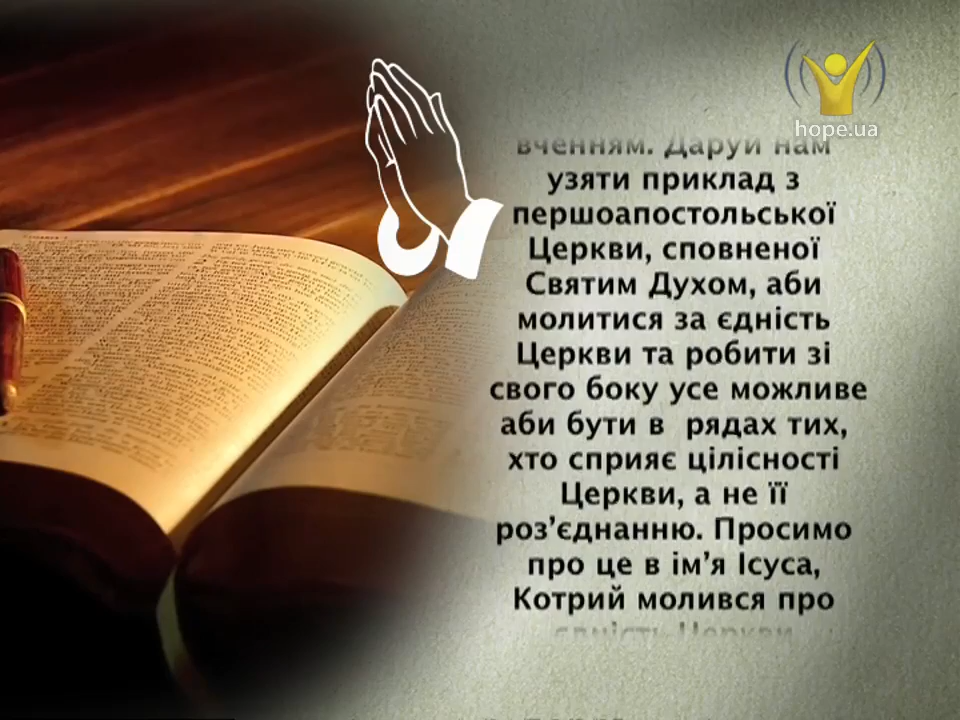 hope.ua
вченням. Даруй нам
узяти приклад з
першоапостольської
Церкви, сповненої
Святим Духом, аби
молитися за єдність
Церкви та робити зі
свого боку усе можливе
аби бути в  рядах тих,
хто сприяє цілісності
Церкви, а не її
роз’єднанню. Просимо
про це в ім’я Ісуса,
Котрий молився про
єдність Церкви